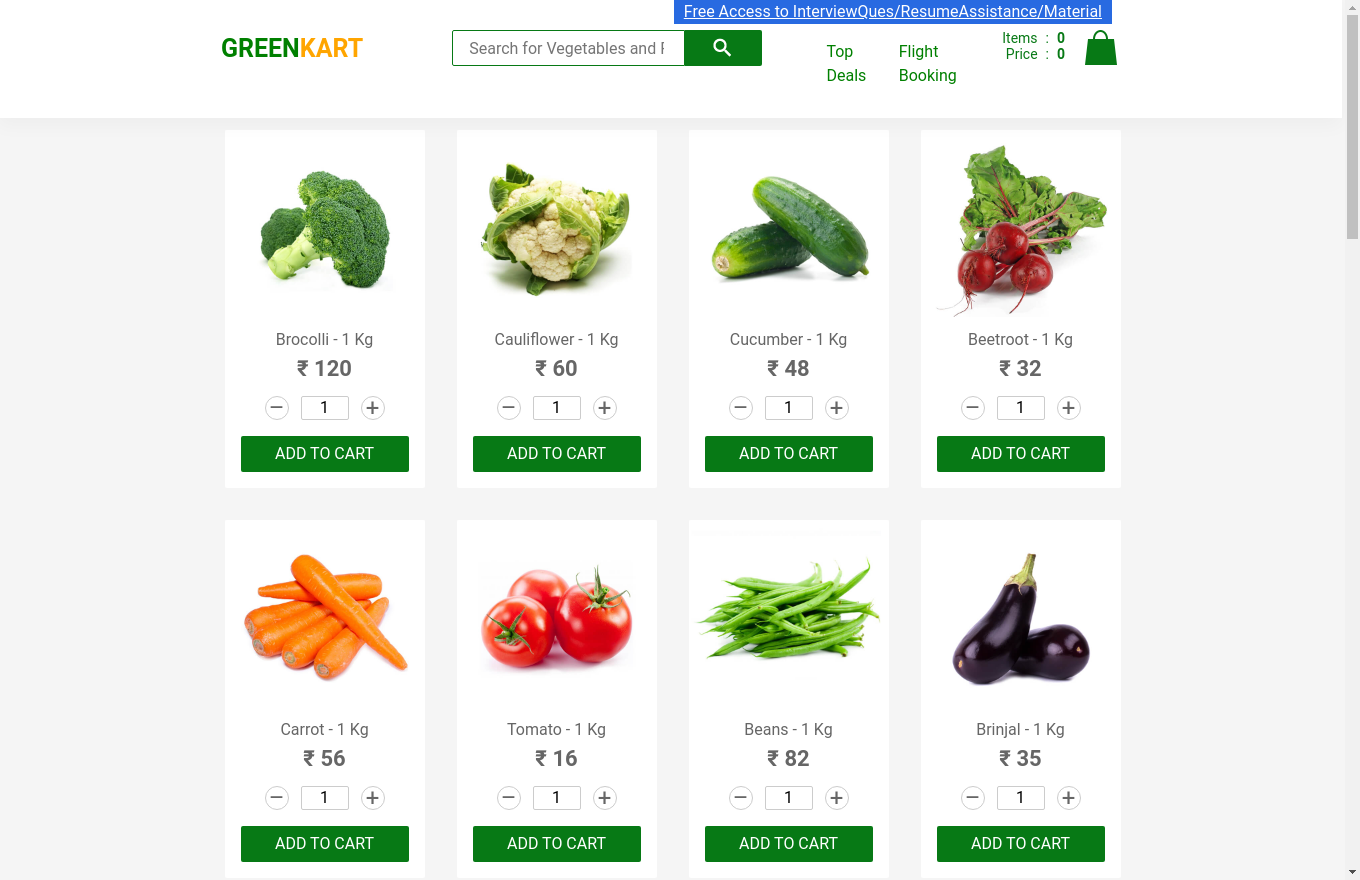 Free Access to InterviewQues/ResumeAssistance/Material
GREENKART
Search for Vegetables and F
Top Deals
Flight Booking
Items : 0
Price : 0
Brocolli - 1 Kg
₹ 120
– 1 +
ADD TO CART
Cauliflower - 1 Kg
₹ 60
– 1 +
ADD TO CART
Cucumber - 1 Kg
₹ 48
– 1 +
ADD TO CART
Beetroot - 1 Kg
₹ 32
– 1 +
ADD TO CART
Carrot - 1 Kg
₹ 56
– 1 +
ADD TO CART
Tomato - 1 Kg
₹ 16
– 1 +
ADD TO CART
Beans - 1 Kg
₹ 82
– 1 +
ADD TO CART
Brinjal - 1 Kg
₹ 35
– 1 +
ADD TO CART